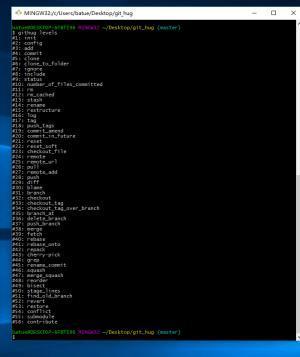 MINGW32:/c/Users/batue/Desktop/git_hug
batue@DESKTOP-6FOTI98 MINGW32 ~/Desktop/git_hug (master)
$ githug levels
#1: init
#2: config
#3: add
#4: commit
#5: clone
#6: clone_to_folder
#7: ignore
#8: include
#9: status
#10: number_of_files_committed
#11: rm
#12: rm_cached
#13: stash
#14: rename
#15: restructure
#16: log
#17: tag
#18: push_tags
#19: commit_amend
#20: commit_in_future
#21: reset
#22: reset_soft
#23: checkout_file
#24: remote
#25: remote_url
#26: pull
#27: remote_add
#28: push
#29: diff
#30: blame
#31: branch
#32: checkout
#33: checkout_tag
#34: checkout_tag_over_branch
#35: branch_at
#36: delete_branch
#37: push_branch
#38: merge
#39: fetch
#40: rebase
#41: rebase_onto
#42: repack
#43: cherry-pick
#44: grep
#45: rename_commit
#46: squash
#47: merge_squash
#48: reorder
#49: bisect
#50: stage_lines
#51: find_old_branch
#52: revert
#53: restore
#54: conflict
#55: submodule
#56: contribute
MINGW32 ~/Desktop/git_hug (master)
$